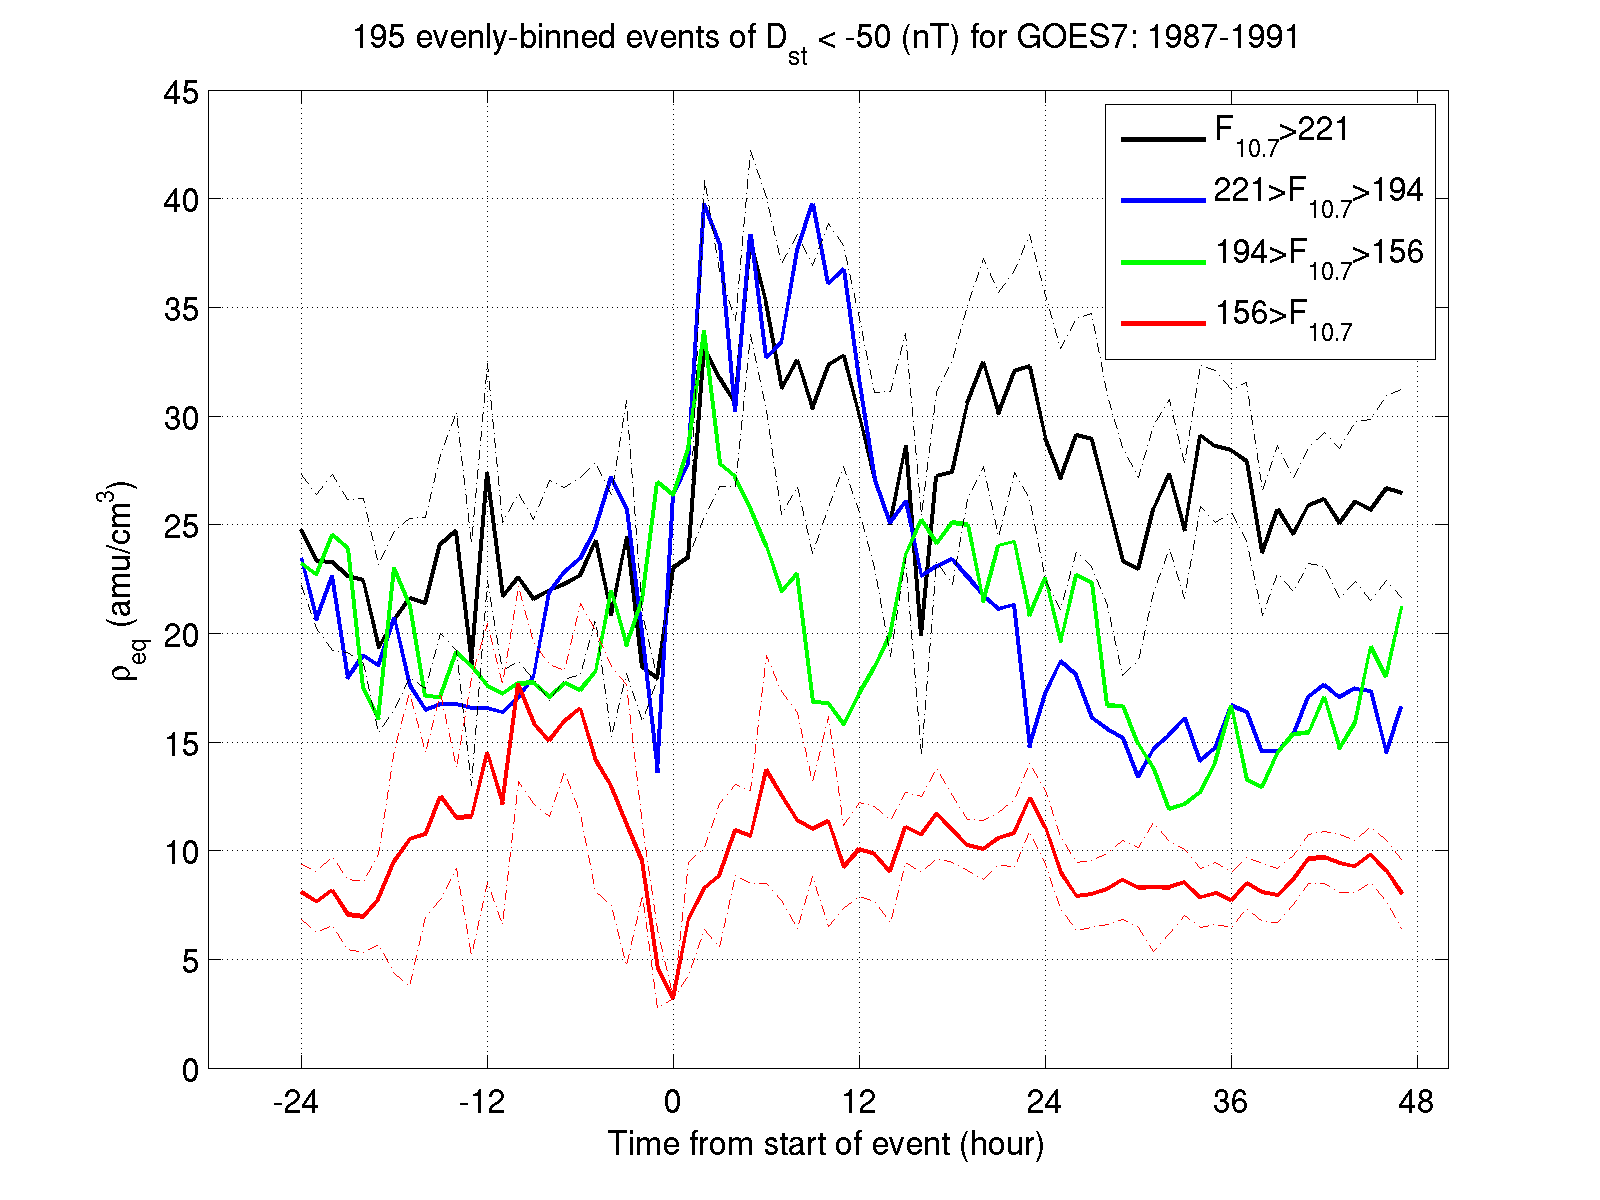 195 evenly-binned events of Dst < -50 (nT) for GOES7: 1987-1991
45
40
35
30
25
20
15
10
5
0
ρeq (amu/cm³)
F10.7>221
221>F10.7>194
194>F10.7>156
156>F10.7
-24 -12 0 12 24 36 48
Time from start of event (hour)